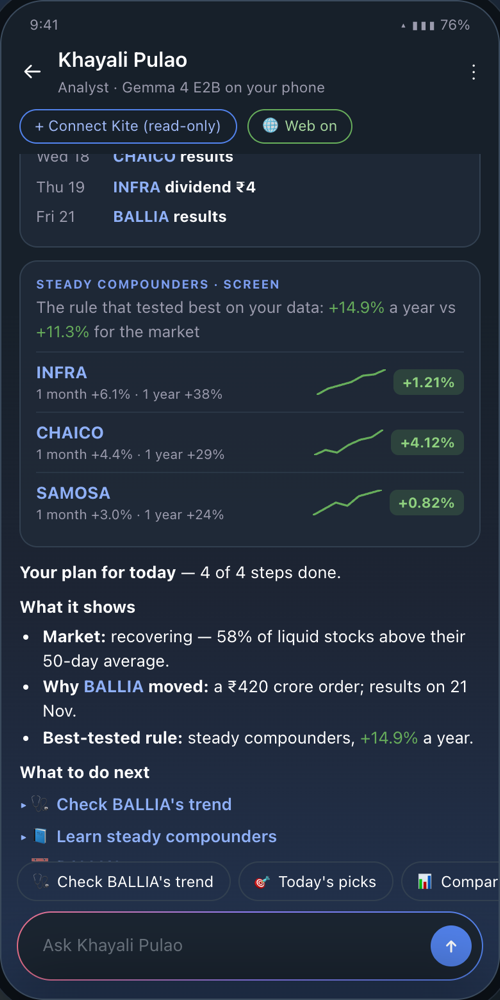 9:41 76%
Khayali Pulao
Analyst · Gemma 4 E2B on your phone
+ Connect Kite (read-only) Web on
Wed 18 CHAICO results
Thu 19 INFRA dividend ₹4
Fri 21 BALLIA results
STEADY COMPOUNDERS · SCREEN
The rule that tested best on your data: +14.9% a year vs
+11.3% for the market
INFRA
1 month +6.1% · 1 year +38%
+1.21%
CHAICO
1 month +4.4% · 1 year +29%
+4.12%
SAMOSA
1 month +3.0% · 1 year +24%
+0.82%
Your plan for today — 4 of 4 steps done.
What it shows
• Market: recovering — 58% of liquid stocks above their
50-day average.
• Why BALLIA moved: a ₹420 crore order; results on 21
Nov.
• Best-tested rule: steady compounders, +14.9% a year.
What to do next
▸ Check BALLIA's trend
▸ Learn steady compounders
Check BALLIA's trend Today's picks Compar
Ask Khayali Pulao